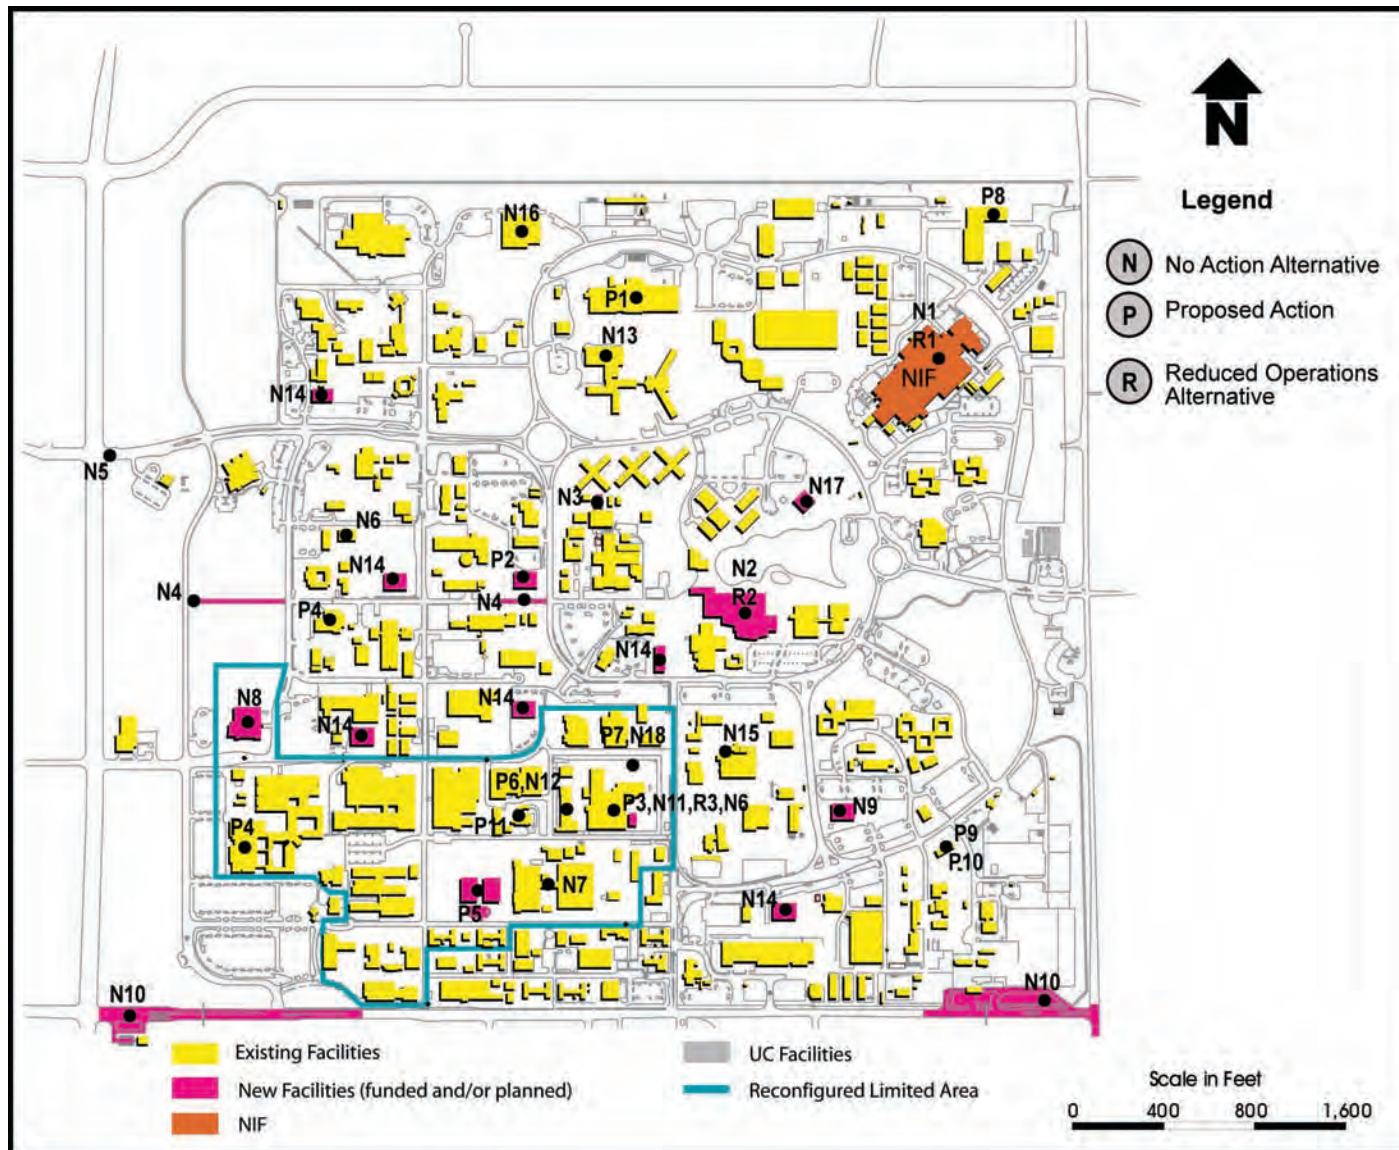 N
Legend
N No Action Alternative
P Proposed Action
R Reduced Operations
Alternative
P8
N16
P1
N1
R1
NIF
N13
N14
N5
N3
N17
N6
N14
P2
N2
R2
N4
N4
P4
N14
N8
N14
N14
P7,N18
N15
P6,N12
P3,N11,R3,N6
N9
P11
P4
P9
P.10
N7
P5
N14
N10
N10
Existing Facilities
New Facilities (funded and/or planned)
NIF
UC Facilities
Reconfigured Limited Area
Scale in Feet
0 400 800 1,600